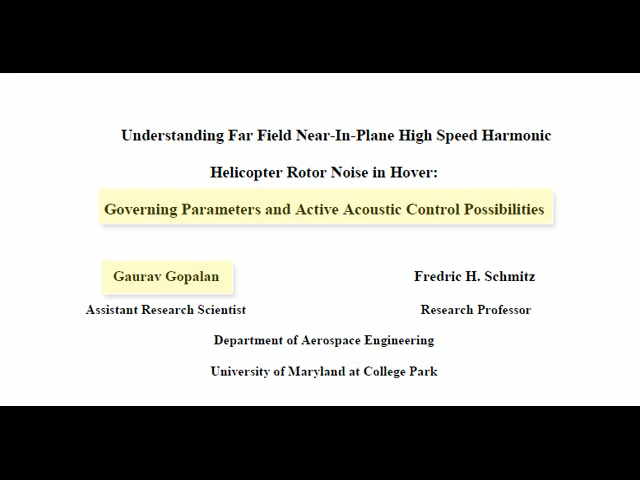 Understanding Far Field Near-In-Plane High Speed Harmonic
Helicopter Rotor Noise in Hover:
Governing Parameters and Active Acoustic Control Possibilities
Gaurav Gopalan
Fredric H. Schmitz
Assistant Research Scientist
Research Professor
Department of Aerospace Engineering
University of Maryland at College Park